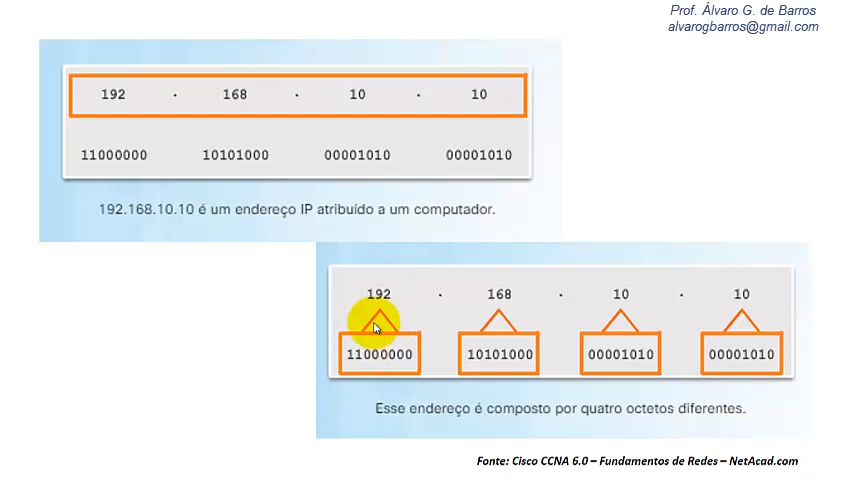 Prof. Álvaro G. de Barros
alvarogbarros@gmail.com
192 . 168 . 10 . 10
11000000 10101000 00001010 00001010
192.168.10.10 é um endereço IP atribuído a um computador.
192 . 168 . 10 . 10
11000000 10101000 00001010 00001010
Esse endereço é composto por quatro octetos diferentes.
Fonte: Cisco CCNA 6.0 – Fundamentos de Redes – NetAcad.com